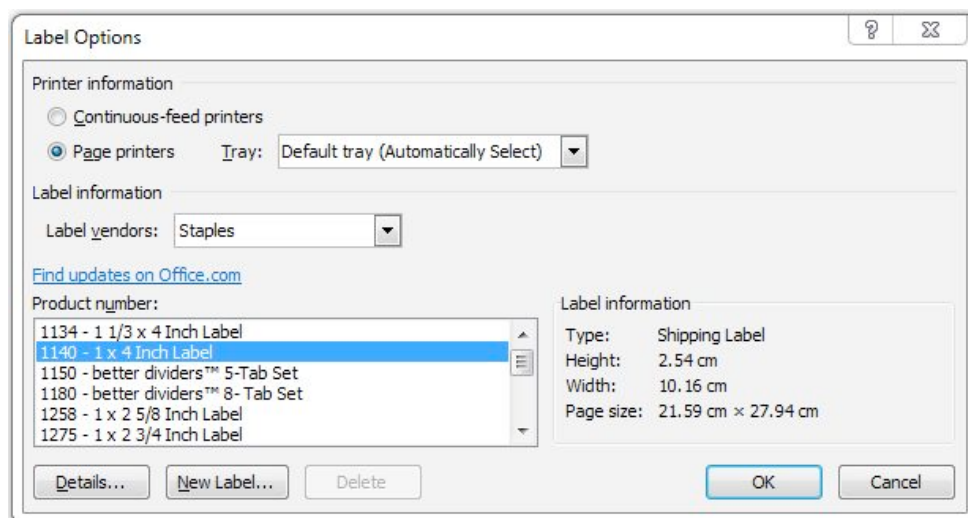 Label Options
Printer information
Continuous-feed printers
Page printers Tray: Default tray (Automatically Select)
Label information
Label vendors: Staples
Find updates on Office.com
Product number:
1134 - 1 1/3 x 4 Inch Label
1140 - 1 x 4 Inch Label
1150 - better dividers™ 5-Tab Set
1180 - better dividers™ 8- Tab Set
1258 - 1 x 2 5/8 Inch Label
1275 - 1 x 2 3/4 Inch Label
Label information
Type: Shipping Label
Height: 2.54 cm
Width: 10.16 cm
Page size: 21.59 cm × 27.94 cm
Details... New Label... Delete OK Cancel